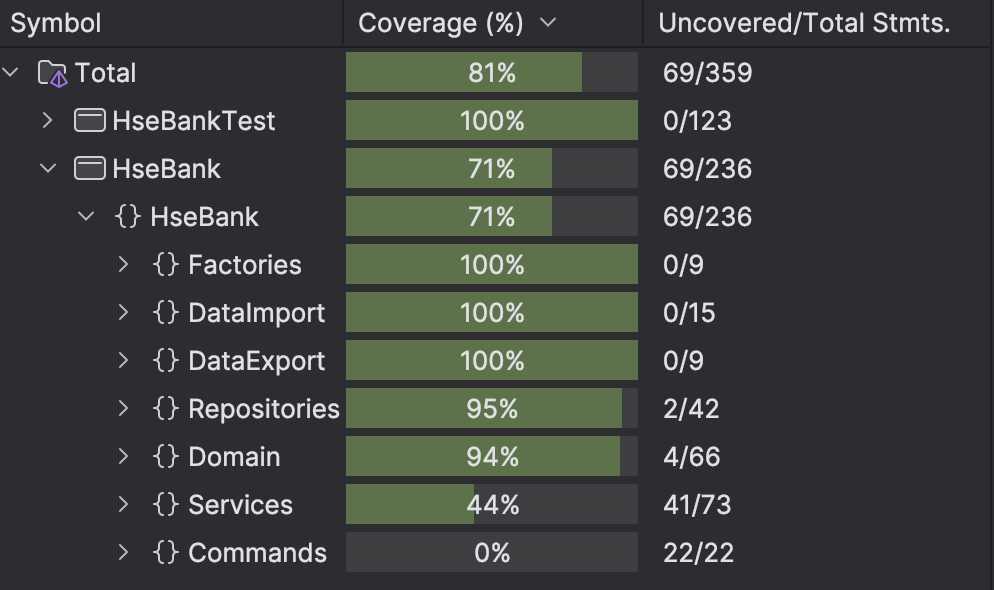 Symbol Coverage (%) Uncovered/Total Stmts.
Total 81% 69/359
HseBankTest 100% 0/123
HseBank 71% 69/236
{} HseBank 71% 69/236
{} Factories 100% 0/9
{} DataImport 100% 0/15
{} DataExport 100% 0/9
{} Repositories 95% 2/42
{} Domain 94% 4/66
{} Services 44% 41/73
{} Commands 0% 22/22